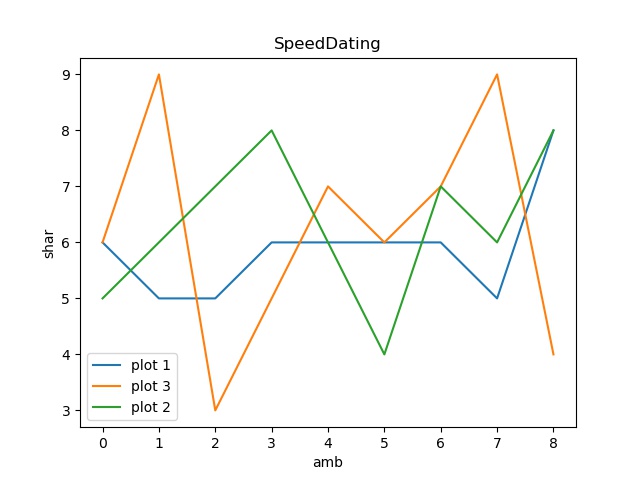 SpeedDating
9
8
7
6
5
4
3
shar
plot 1
plot 3
plot 2
0 1 2 3 4 5 6 7 8
amb